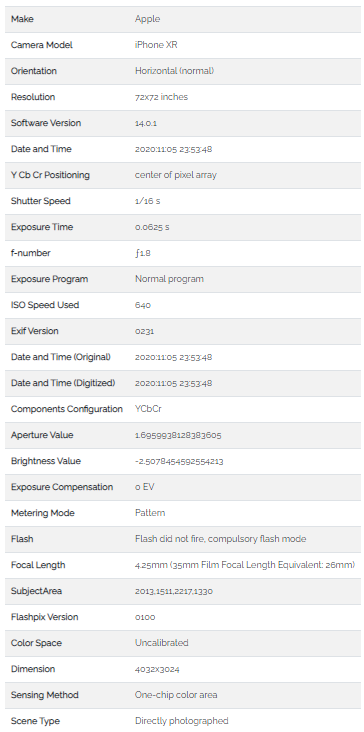 Make Apple
Camera Model iPhone XR
Orientation Horizontal (normal)
Resolution 72x72 inches
Software Version 14.0.1
Date and Time 2020:11:05 23:53:48
Y Cb Cr Positioning center of pixel array
Shutter Speed 1/16 s
Exposure Time 0.0625 s
f-number ƒ1.8
Exposure Program Normal program
ISO Speed Used 640
Exif Version 0231
Date and Time (Original) 2020:11:05 23:53:48
Date and Time (Digitized) 2020:11:05 23:53:48
Components Configuration YCbCr
Aperture Value 1.6959938128383605
Brightness Value -2.5078454592554213
Exposure Compensation 0 EV
Metering Mode Pattern
Flash Flash did not fire, compulsory flash mode
Focal Length 4.25mm (35mm Film Focal Length Equivalent: 26mm)
SubjectArea 2013,1511,2217,1330
Flashpix Version 0100
Color Space Uncalibrated
Dimension 4032x3024
Sensing Method One-chip color area
Scene Type Directly photographed